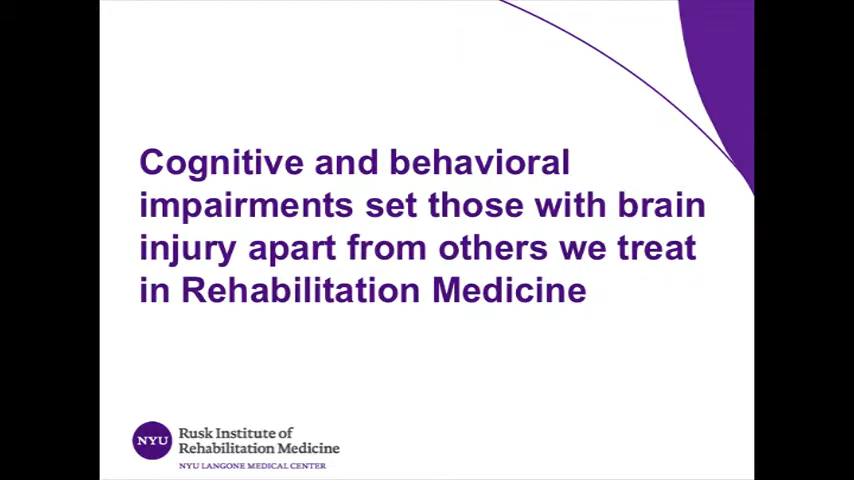 Cognitive and behavioral
impairments set those with brain
injury apart from others we treat
in Rehabilitation Medicine
NYU
Rusk Institute of
Rehabilitation Medicine
NYU LANGONE MEDICAL CENTER